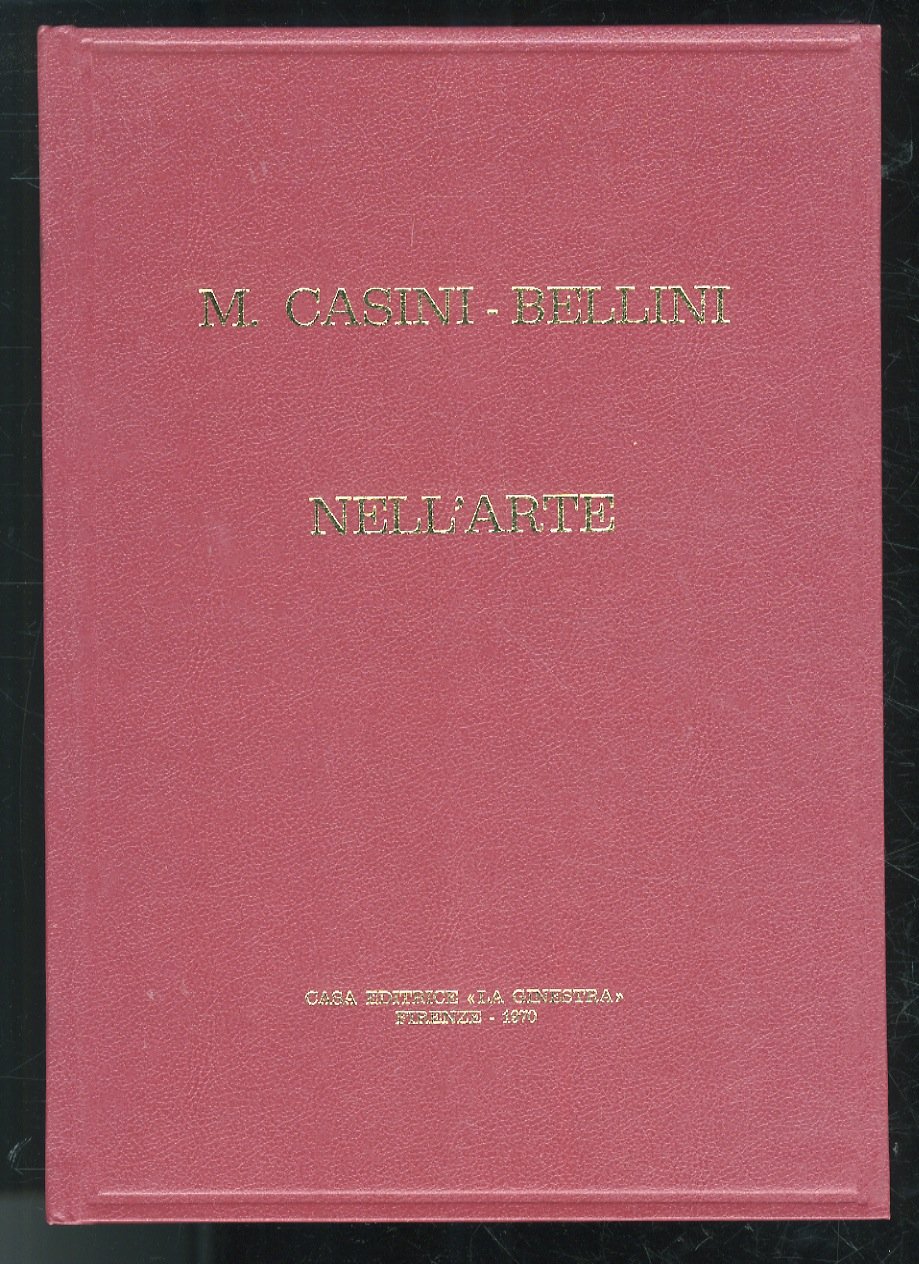 M. CASINI - BELLINI
NELL'ARTE
CASA EDITRICE «LA GINESTRA»
FIRENZE - 1970